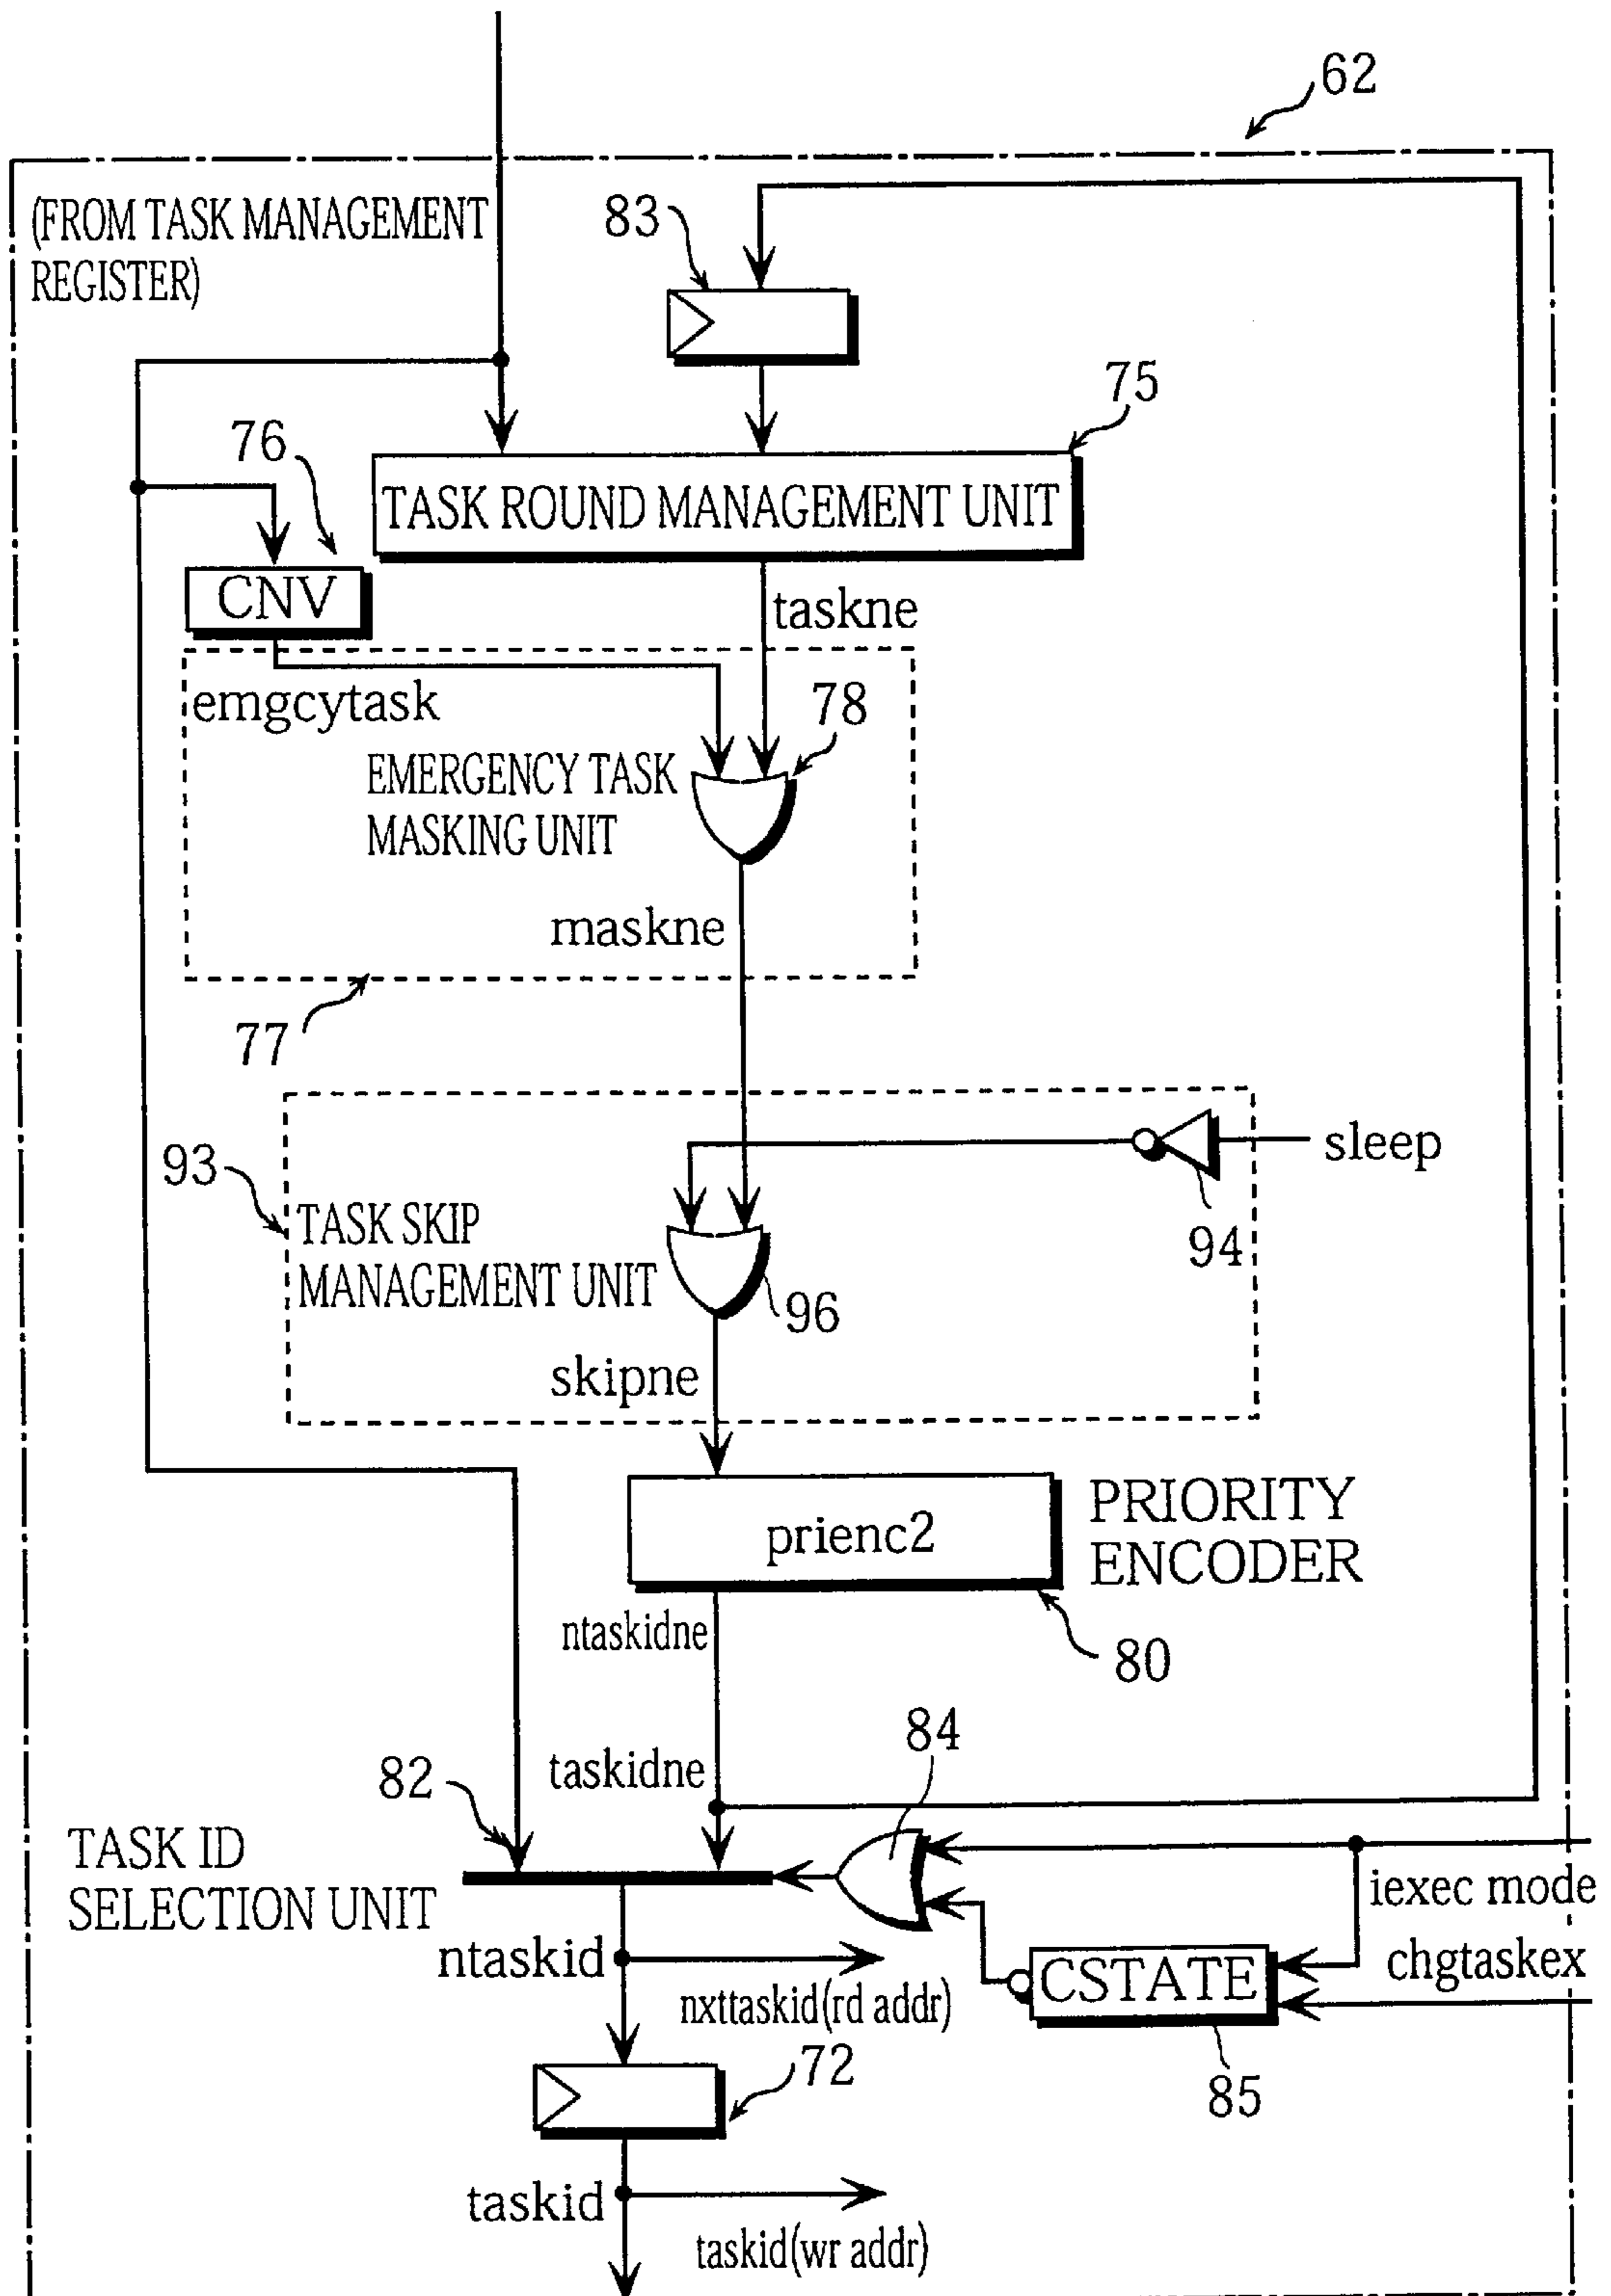 62
(FROM TASK MANAGEMENT
REGISTER)
83
75
76
TASK ROUND MANAGEMENT UNIT
CNV
taskne
emgcytask
78
EMERGENCY TASK
MASKING UNIT
maskne
77
sleep
93
94
TASK SKIP
MANAGEMENT UNIT
96
skipne
prienc2
PRIORITY
ENCODER
ntaskidne
80
84
82
taskidne
TASK ID
SELECTION UNIT
iexec mode
ntaskid
chgtaskex
CSTATE
nxttaskid(rd addr)
72
85
taskid
taskid(wr addr)